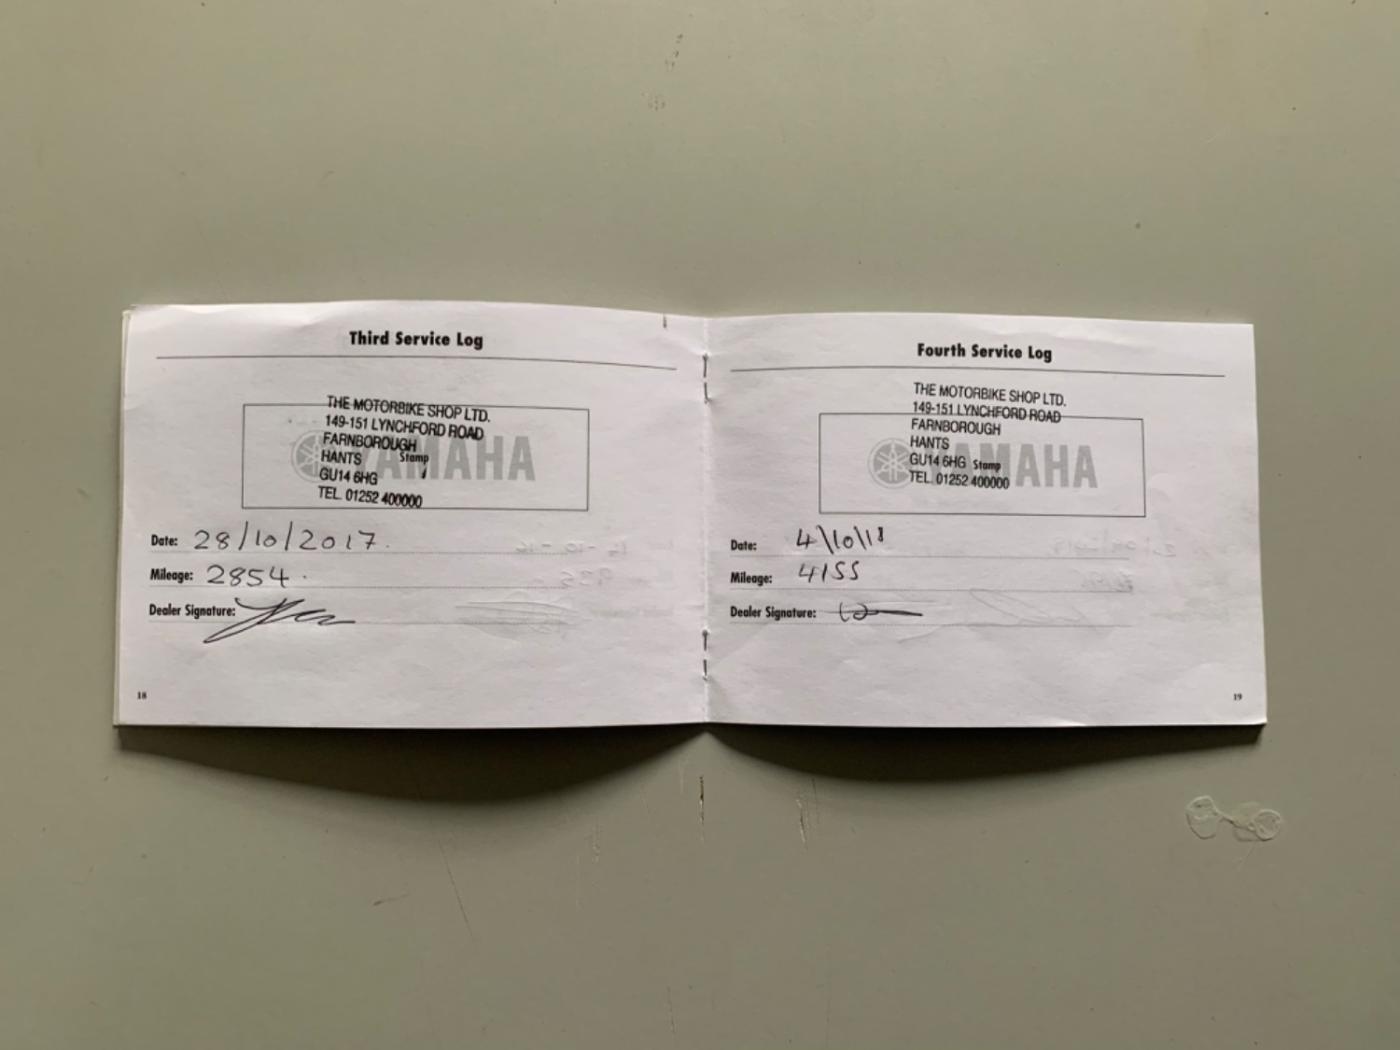 Third Service Log
THE MOTORBIKE SHOP LTD.
149-151 LYNCHFORD ROAD
FARNBOROUGH
HANTS
GU14 6HG
TEL. 01252 400000
YAMAHA
Stamp
Date: 28/10/2017.
Mileage: 2854.
Dealer Signature:
18
Fourth Service Log
THE MOTORBIKE SHOP LTD.
149-151 LYNCHFORD ROAD
FARNBOROUGH
HANTS
GU14 6HG
TEL. 01252 400000
YAMAHA
Stamp
Date: 4\10\18
Mileage: 4155
Dealer Signature:
19